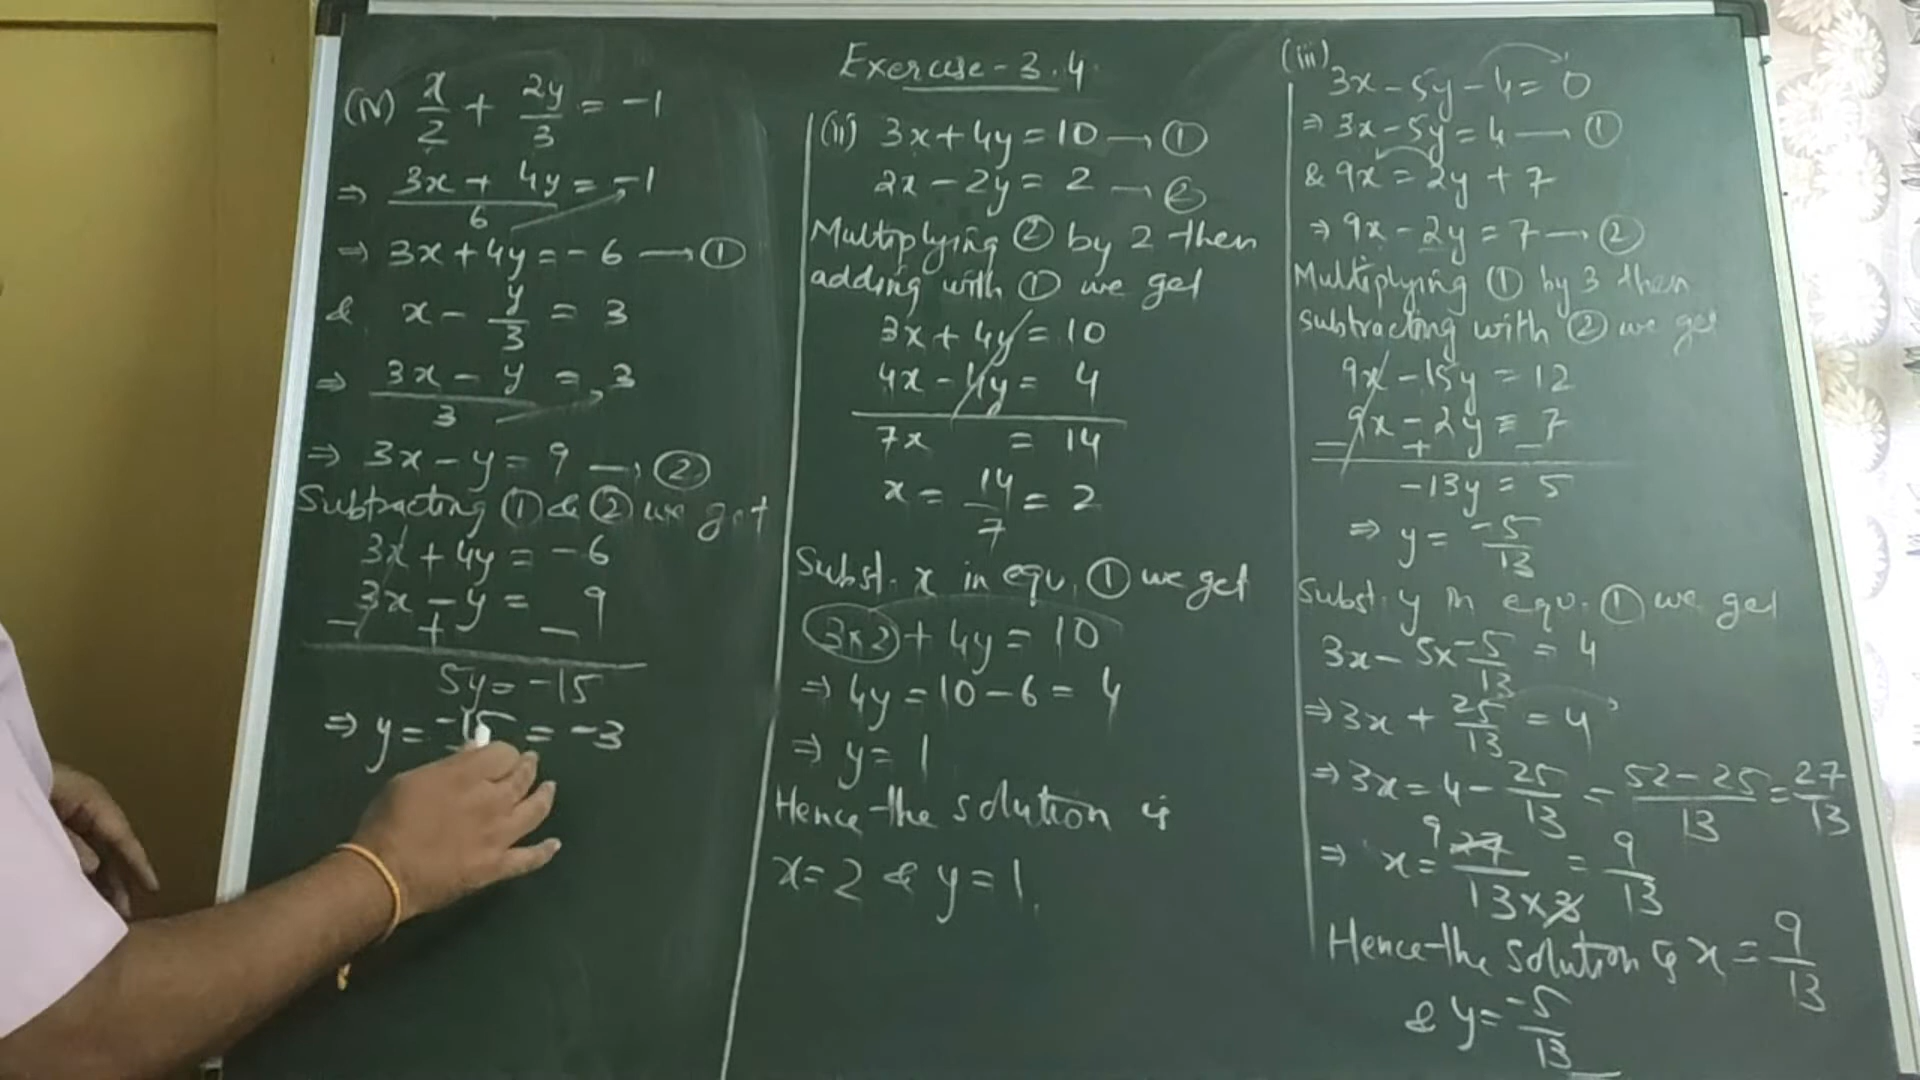 Exercise - 3.4
(iv) x/2 + 2y/3 = -1
⇒ 3x + 4y/6 = -1
⇒ 3x + 4y = -6 → ①
& x - y/3 = 3
⇒ 3x - y/3 = 3
⇒ 3x - y = 9 → ②
Subtracting ① & ② we get
3x + 4y = -6
3x - y = 9
- + -
5y = -15
⇒ y = -15 = -3
(ii) 3x + 4y = 10 → ①
2x - 2y = 2 → ②
Multiplying ② by 2 then
adding with ① we get
3x + 4y = 10
4x - 4y = 4
7x = 14
x = 14/7 = 2
Subst. x in equ. ① we get
3×2 + 4y = 10
⇒ 4y = 10 - 6 = 4
⇒ y = 1
Hence the solution is
x = 2 & y = 1.
(iii)
3x - 5y - 4 = 0
⇒ 3x - 5y = 4 → ①
& 9x = 2y + 7
⇒ 9x - 2y = 7 → ②
Multiplying ① by 3 then
subtracting with ② we get
9x - 15y = 12
9x - 2y = 7
- + -
-13y = 5
⇒ y = -5/13
Subst. y in equ. ① we get
3x - 5×-5/13 = 4
⇒ 3x + 25/13 = 4
⇒ 3x = 4 - 25/13 = 52-25/13 = 27/13
⇒ x = 9 27/13×3 = 9/13
Hence the solution is x = 9/13
& y = -5/13